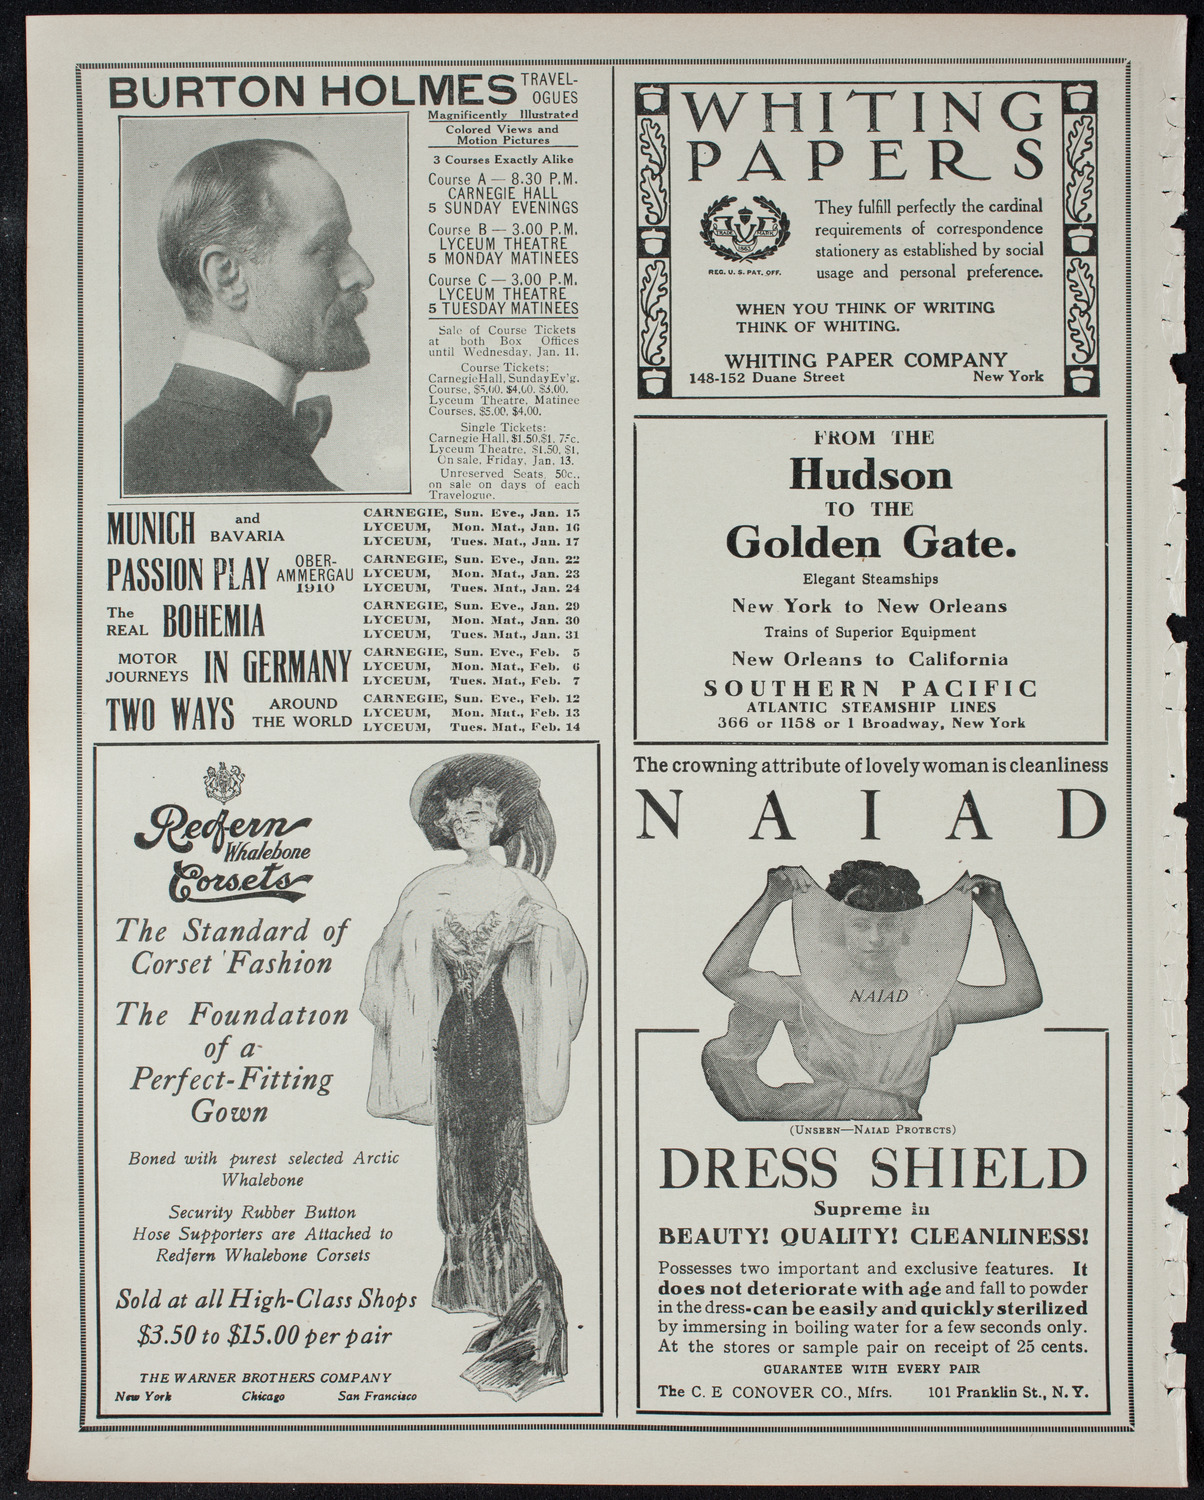 BURTON HOLMES TRAVEL-
OGUES
Magnificently Illustrated
Colored Views and
Motion Pictures
3 Courses Exactly Alike
Course A — 8.30 P.M.
CARNEGIE HALL
5 SUNDAY EVENINGS
Course B — 3.00 P.M.
LYCEUM THEATRE
5 MONDAY MATINEES
Course C — 3.00 P.M.
LYCEUM THEATRE
5 TUESDAY MATINEES
Sale of Course Tickets
at both Box Offices
until Wednesday, Jan. 11.
Course Tickets;
Carnegie Hall, Sunday Ev'g.
Course, $5.00. $4.00. $3.00.
Lyceum Theatre, Matinee
Courses, $5.00, $4.00.
Single Tickets:
Carnegie Hall, $1.50, $1, 75c.
Lyceum Theatre, $1.50, $1,
On sale, Friday, Jan. 13.
Unreserved Seats, 50c.,
on sale on days of each
Travelogue.
MUNICH and BAVARIA
CARNEGIE, Sun. Eve., Jan. 15
LYCEUM, Mon. Mat., Jan. 16
LYCEUM, Tues. Mat., Jan. 17
PASSION PLAY OBER-
AMMERGAU
1910
CARNEGIE, Sun. Eve., Jan. 22
LYCEUM, Mon. Mat., Jan. 23
LYCEUM, Tues. Mat., Jan. 24
The REAL BOHEMIA
CARNEGIE, Sun. Eve., Jan. 29
LYCEUM, Mon. Mat., Jan. 30
LYCEUM, Tues. Mat., Jan. 31
MOTOR JOURNEYS IN GERMANY
CARNEGIE, Sun. Eve., Feb. 5
LYCEUM, Mon. Mat., Feb. 6
LYCEUM, Tues. Mat., Feb. 7
TWO WAYS AROUND THE WORLD
CARNEGIE, Sun. Eve., Feb. 12
LYCEUM, Mon. Mat., Feb. 13
LYCEUM, Tues. Mat., Feb. 14
Redfern
Whalebone
Corsets
The Standard of
Corset Fashion
The Foundation
of a
Perfect-Fitting
Gown
Boned with purest selected Arctic
Whalebone
Security Rubber Button
Hose Supporters are Attached to
Redfern Whalebone Corsets
Sold at all High-Class Shops
$3.50 to $15.00 per pair
THE WARNER BROTHERS COMPANY
New York Chicago San Francisco
WHITING
PAPERS
TRADE MARK
1865
REG. U. S. PAT. OFF.
They fulfill perfectly the cardinal
requirements of correspondence
stationery as established by social
usage and personal preference.
WHEN YOU THINK OF WRITING
THINK OF WHITING.
WHITING PAPER COMPANY
148-152 Duane Street New York
FROM THE
Hudson
TO THE
Golden Gate.
Elegant Steamships
New York to New Orleans
Trains of Superior Equipment
New Orleans to California
SOUTHERN PACIFIC
ATLANTIC STEAMSHIP LINES
366 or 1158 or 1 Broadway, New York
The crowning attribute of lovely woman is cleanliness
NAIAD
NAIAD
(UNSEEN—NAIAD PROTECTS)
DRESS SHIELD
Supreme in
BEAUTY! QUALITY! CLEANLINESS!
Possesses two important and exclusive features. It
does not deteriorate with age and fall to powder
in the dress-can be easily and quickly sterilized
by immersing in boiling water for a few seconds only.
At the stores or sample pair on receipt of 25 cents.
GUARANTEE WITH EVERY PAIR
The C. E CONOVER CO., Mfrs. 101 Franklin St., N. Y.